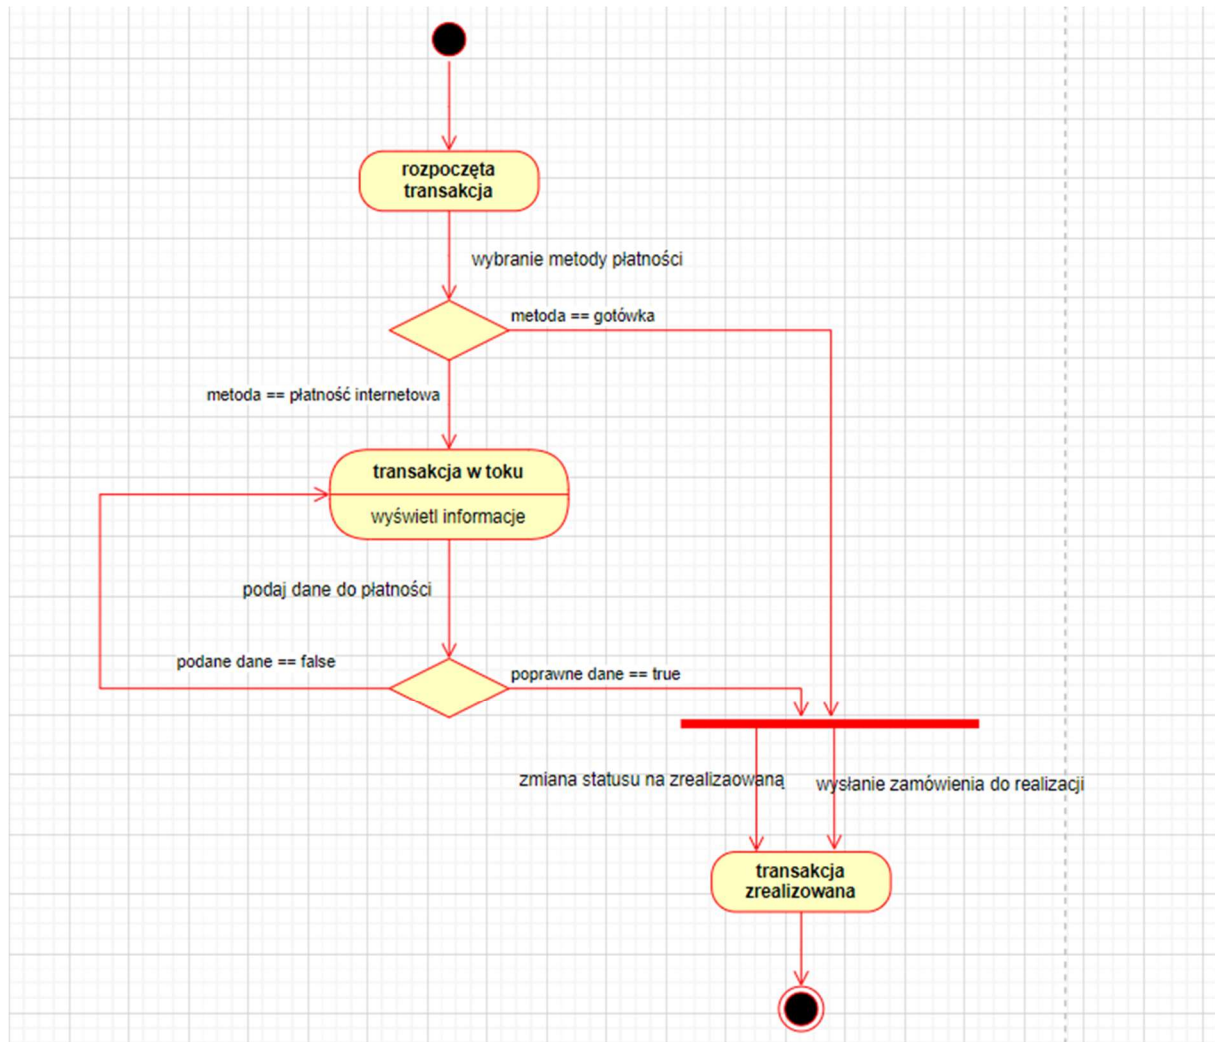 rozpoczęta
transakcja
wybranie metody płatności
metoda == gotówka
metoda == płatność internetowa
transakcja w toku
wyświetl informacje
podaj dane do płatności
podane dane == false
poprawne dane == true
zmiana statusu na zrealizaowaną
wysłanie zamówienia do realizacji
transakcja
zrealizowana